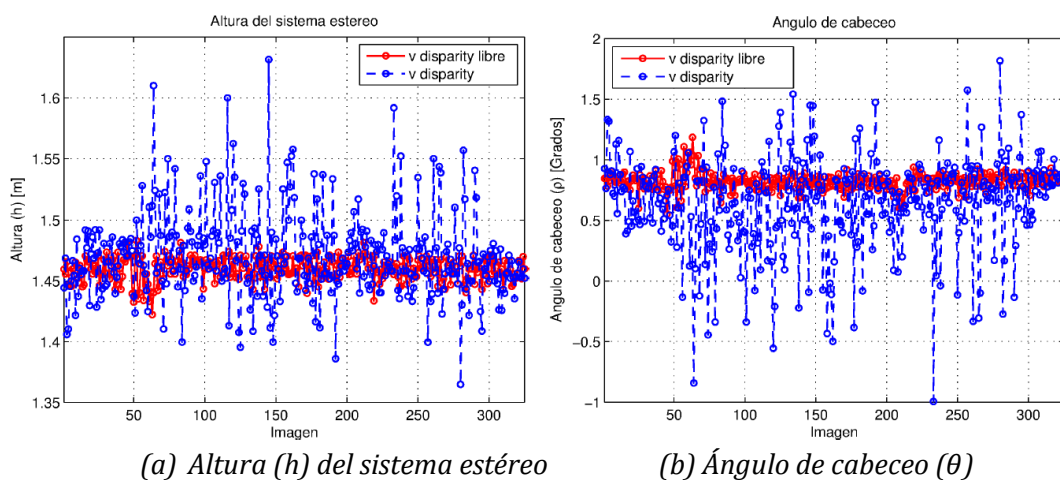 Altura del sistema estereo
v disparity libre
v disparity
Altura (h) [m]
1.6
1.55
1.5
1.45
1.4
1.35
50
100
150
200
250
300
Imagen
(a) Altura (h) del sistema estéreo
Angulo de cabeceo
v disparity libre
v disparity
Angulo de cabeceo (ρ) [Grados]
2
1.5
1
0.5
0
−0.5
−1
50
100
150
200
250
300
Imagen
(b) Ángulo de cabeceo (θ)